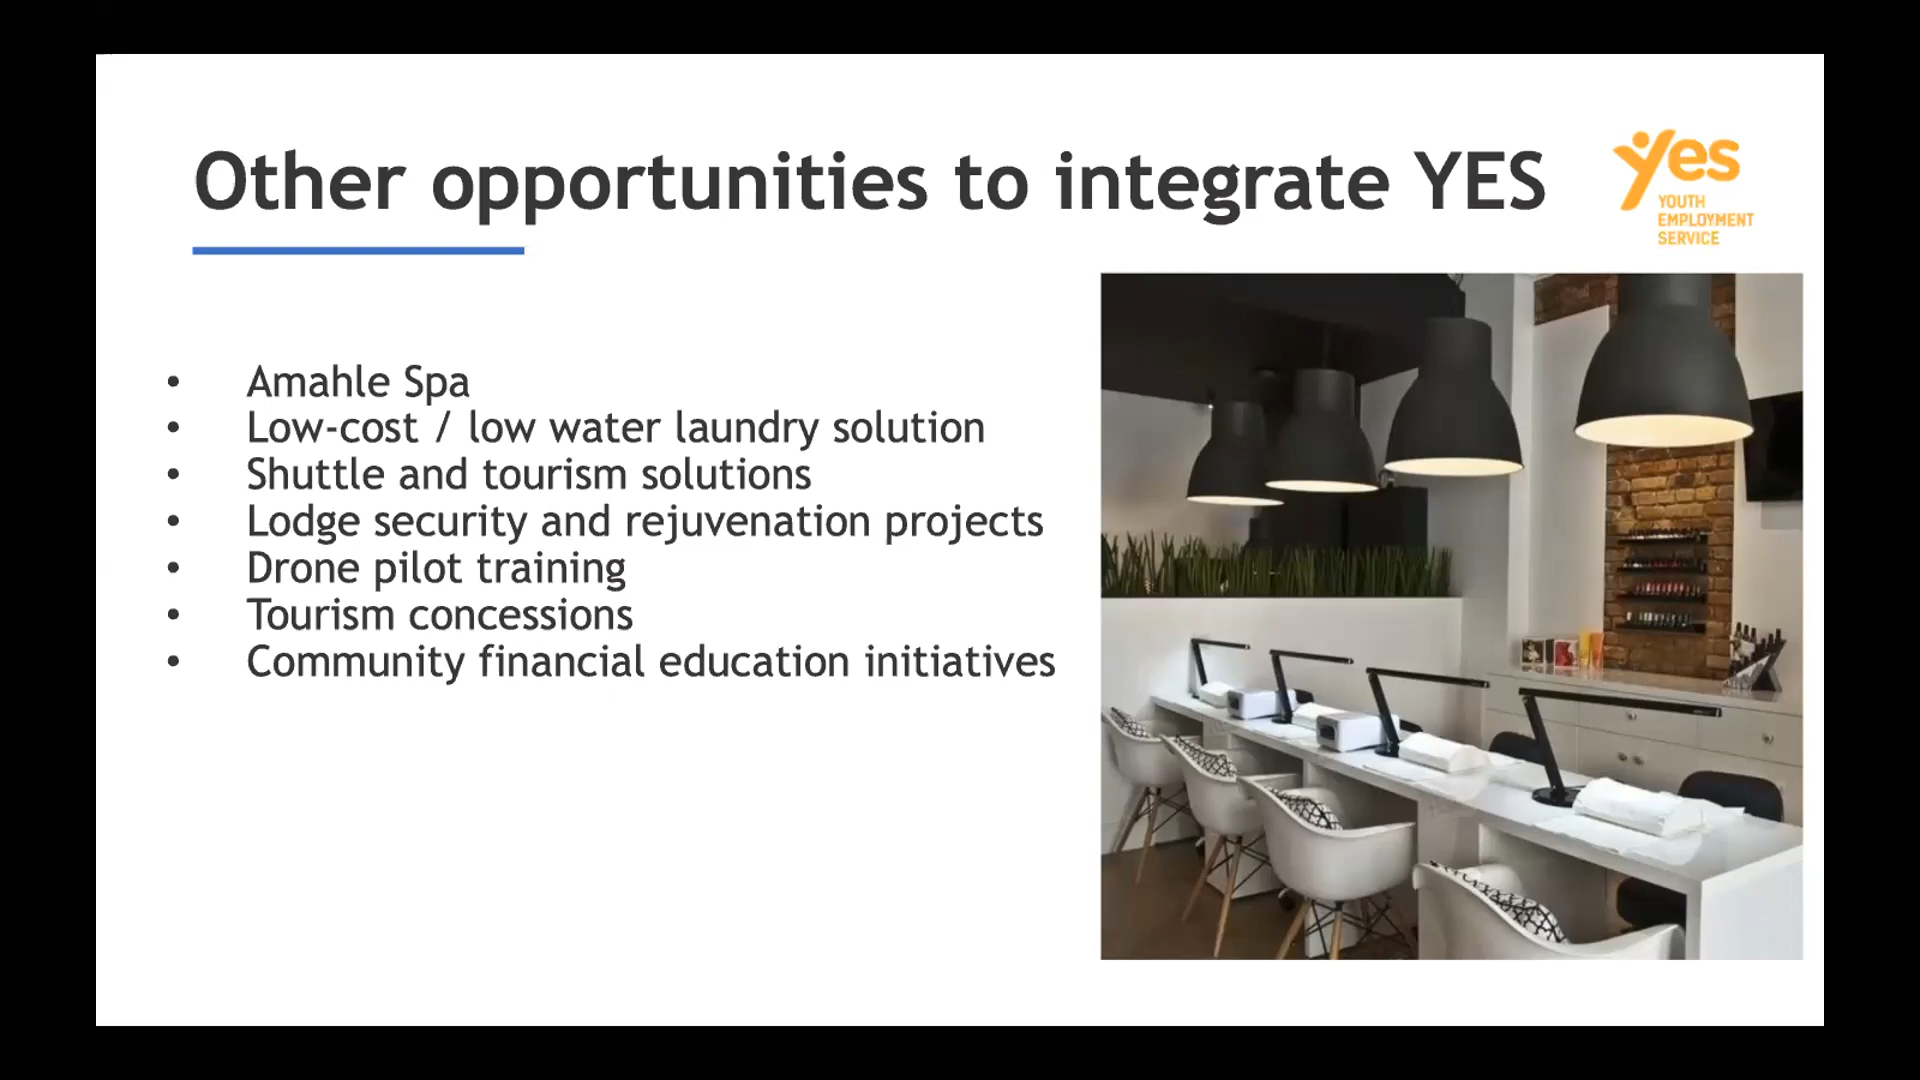 Other opportunities to integrate YES
yes
YOUTH
EMPLOYMENT
SERVICE
• Amahle Spa
• Low-cost / low water laundry solution
• Shuttle and tourism solutions
• Lodge security and rejuvenation projects
• Drone pilot training
• Tourism concessions
• Community financial education initiatives